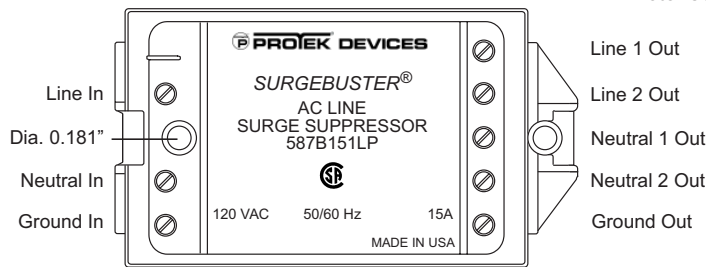 PROTEK DEVICES
SURGEBUSTER®
AC LINE
SURGE SUPPRESSOR
587B151LP
120 VAC 50/60 Hz 15A
MADE IN USA
Line In
Dia. 0.181”
Neutral In
Ground In
Line 1 Out
Line 2 Out
Neutral 1 Out
Neutral 2 Out
Ground Out